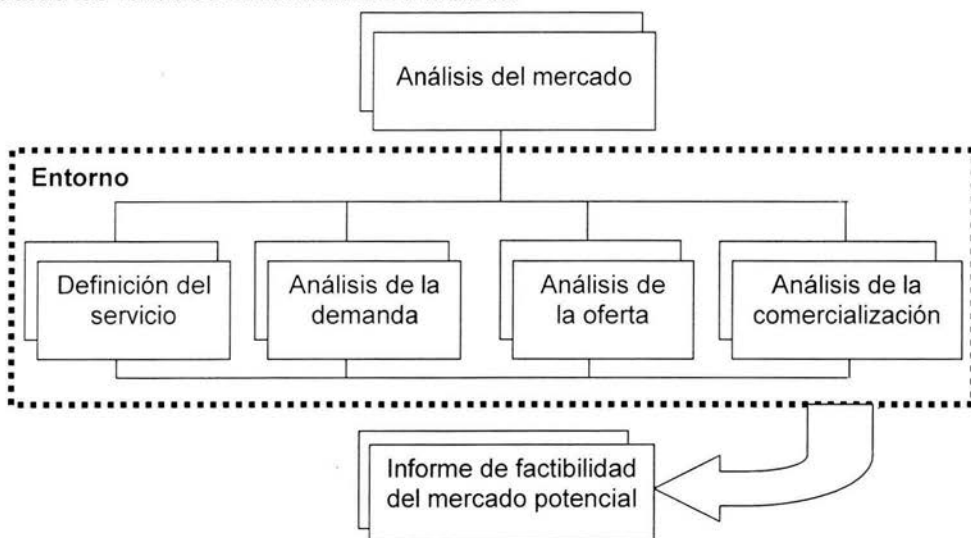 Análisis del mercado
Entorno
Definición del
servicio
Análisis de la
demanda
Análisis de
la oferta
Análisis de la
comercialización
Informe de factibilidad
del mercado potencial